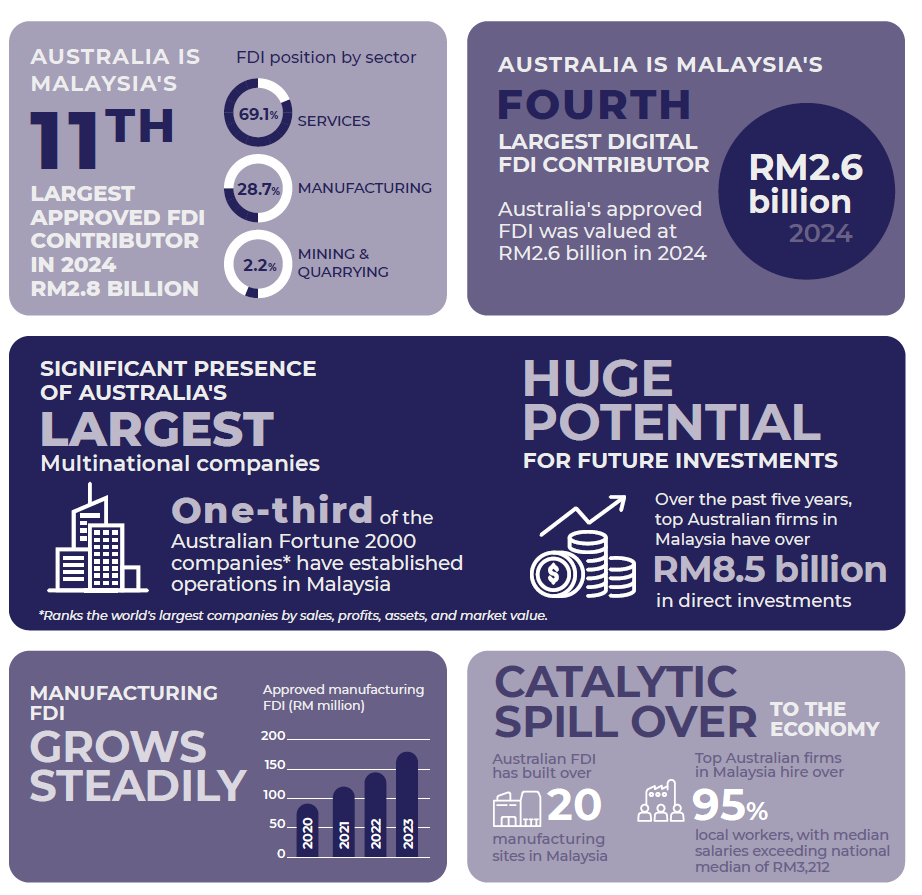 AUSTRALIA IS
MALAYSIA'S
11TH
LARGEST
APPROVED FDI
CONTRIBUTOR
IN 2024
RM2.8 BILLION
FDI position by sector
69.1%
SERVICES
28.7%
MANUFACTURING
2.2%
MINING &
QUARRYING
AUSTRALIA IS MALAYSIA'S
FOURTH
LARGEST DIGITAL
FDI CONTRIBUTOR
Australia's approved
FDI was valued at
RM2.6 billion in 2024
RM2.6
billion
2024
SIGNIFICANT PRESENCE
OF AUSTRALIA'S
LARGEST
Multinational companies
One-third of the
Australian Fortune 2000
companies* have established
operations in Malaysia
*Ranks the world's largest companies by sales, profits, assets, and market value.
HUGE
POTENTIAL
FOR FUTURE INVESTMENTS
$
Over the past five years,
top Australian firms in
Malaysia have over
RM8.5 billion
in direct investments
MANUFACTURING
FDI
GROWS
STEADILY
Approved manufacturing
FDI (RM million)
200
150
100
50
0
2020
2021
2022
2023
CATALYTIC
SPILL OVER TO THE
ECONOMY
Australian FDI
has built over
20
manufacturing
sites in Malaysia
Top Australian firms
in Malaysia hire over
95%
local workers, with median
salaries exceeding national
median of RM3,212